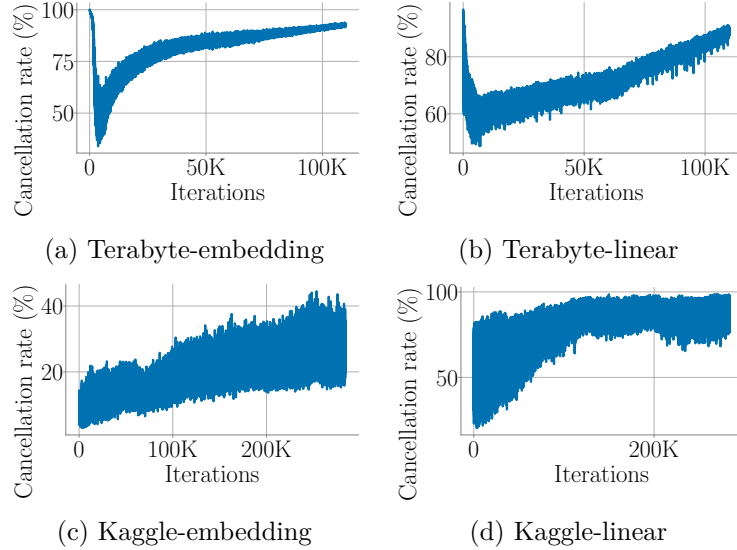 Cancellation rate (%)
100
75
50
0
50K
100K
Iterations
(a) Terabyte-embedding
Cancellation rate (%)
80
60
0
50K
100K
Iterations
(b) Terabyte-linear
Cancellation rate (%)
40
20
0
100K
200K
Iterations
(c) Kaggle-embedding
Cancellation rate (%)
100
50
0
200K
Iterations
(d) Kaggle-linear